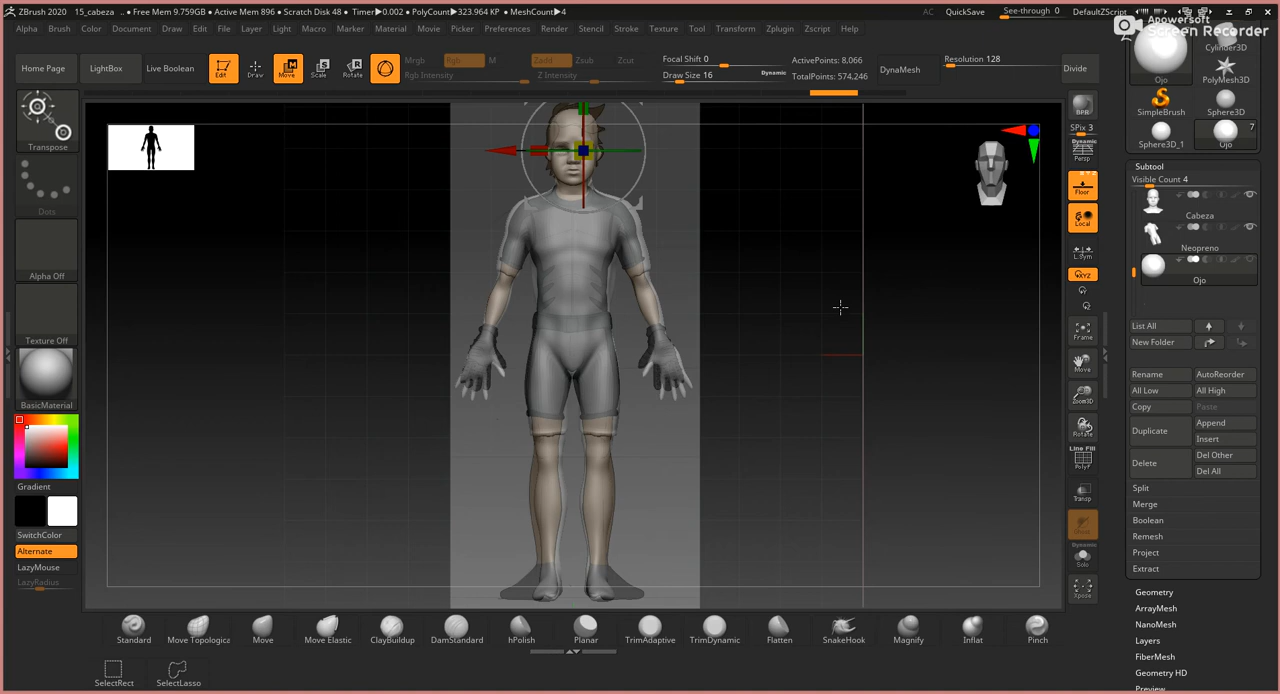 ZBrush 2020 15_cabeza .. • Free Mem 9.759GB • Active Mem 896 • Scratch Disk 48 • Timer▶0.002 • PolyCount▶323.964 KP • MeshCount▶4
AC QuickSave See-through 0 DefaultZScript
Alpha Brush Color Document Draw Edit File Layer Light Macro Marker Material Movie Picker Preferences Render Stencil Stroke Texture Tool Transform Zplugin Zscript Help
Apowersoft
Screen Recorder
Home Page LightBox Live Boolean Edit Draw Move Scale Rotate
Mrgb Rgb M Zadd Zsub Zcut
Rgb Intensity Z Intensity
Focal Shift 0
Draw Size 16 Dynamic
ActivePoints: 8,066
TotalPoints: 574,246
DynaMesh
Resolution 128
Divide
Transpose
Dots
Alpha Off
Texture Off
BasicMaterial
Gradient
SwitchColor
Alternate
LazyMouse
LazyRadius
BPR
SPix 3
Dynamic
Persp
Floor
Local
L.Sym
XYZ
Frame
Move
Zoom3D
Rotate
Line Fill
PolyF
Transp
Ghost
Dynamic
Solo
Xpose
Ojo
Cylinder3D
PolyMesh3D
SimpleBrush
Sphere3D
Sphere3D_1
7
Ojo
Subtool
Visible Count 4
Cabeza
Neopreno
Ojo
List All
New Folder
Rename AutoReorder
All Low All High
Copy Paste
Duplicate Append
Insert
Delete Del Other
Del All
Split
Merge
Boolean
Remesh
Project
Extract
Geometry
ArrayMesh
NanoMesh
Layers
FiberMesh
Geometry HD
Preview
Standard Move Topologica Move Move Elastic ClayBuildup DamStandard hPolish Planar TrimAdaptive TrimDynamic Flatten SnakeHook Magnify Inflat Pinch
SelectRect SelectLasso